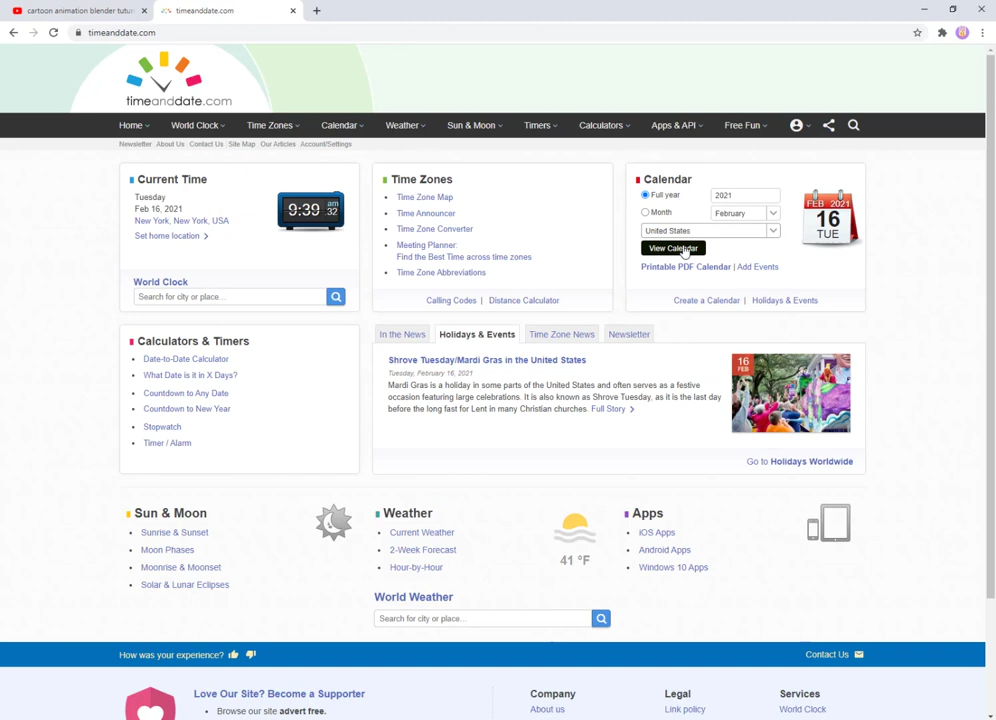 cartoon animation blender tutur
timeanddate.com
timeanddate.com
timeanddate.com
Home
World Clock
Time Zones
Calendar
Weather
Sun & Moon
Timers
Calculators
Apps & API
Free Fun
Newsletter About Us Contact Us Site Map Our Articles Account/Settings
Current Time
Tuesday
Feb 16, 2021
New York, New York, USA
Set home location
9:39 am 32
World Clock
Search for city or place...
Time Zones
Time Zone Map
Time Announcer
Time Zone Converter
Meeting Planner:
Find the Best Time across time zones
Time Zone Abbreviations
Calling Codes | Distance Calculator
Calendar
Full year 2021
Month February
United States
View Calendar
Printable PDF Calendar | Add Events
FEB 2021
16
TUE
Create a Calendar | Holidays & Events
Calculators & Timers
Date-to-Date Calculator
What Date is it in X Days?
Countdown to Any Date
Countdown to New Year
Stopwatch
Timer / Alarm
In the News
Holidays & Events
Time Zone News
Newsletter
Shrove Tuesday/Mardi Gras in the United States
Tuesday, February 16, 2021
Mardi Gras is a holiday in some parts of the United States and often serves as a festive
occasion featuring large celebrations. It is also known as Shrove Tuesday, as it is the last day
before the long fast for Lent in many Christian churches. Full Story
16
FEB
Go to Holidays Worldwide
Sun & Moon
Sunrise & Sunset
Moon Phases
Moonrise & Moonset
Solar & Lunar Eclipses
Weather
Current Weather
2-Week Forecast
Hour-by-Hour
41 °F
World Weather
Search for city or place...
Apps
iOS Apps
Android Apps
Windows 10 Apps
How was your experience?
Contact Us
Love Our Site? Become a Supporter
Browse our site advert free.
Company
About us
Legal
Link policy
Services
World Clock